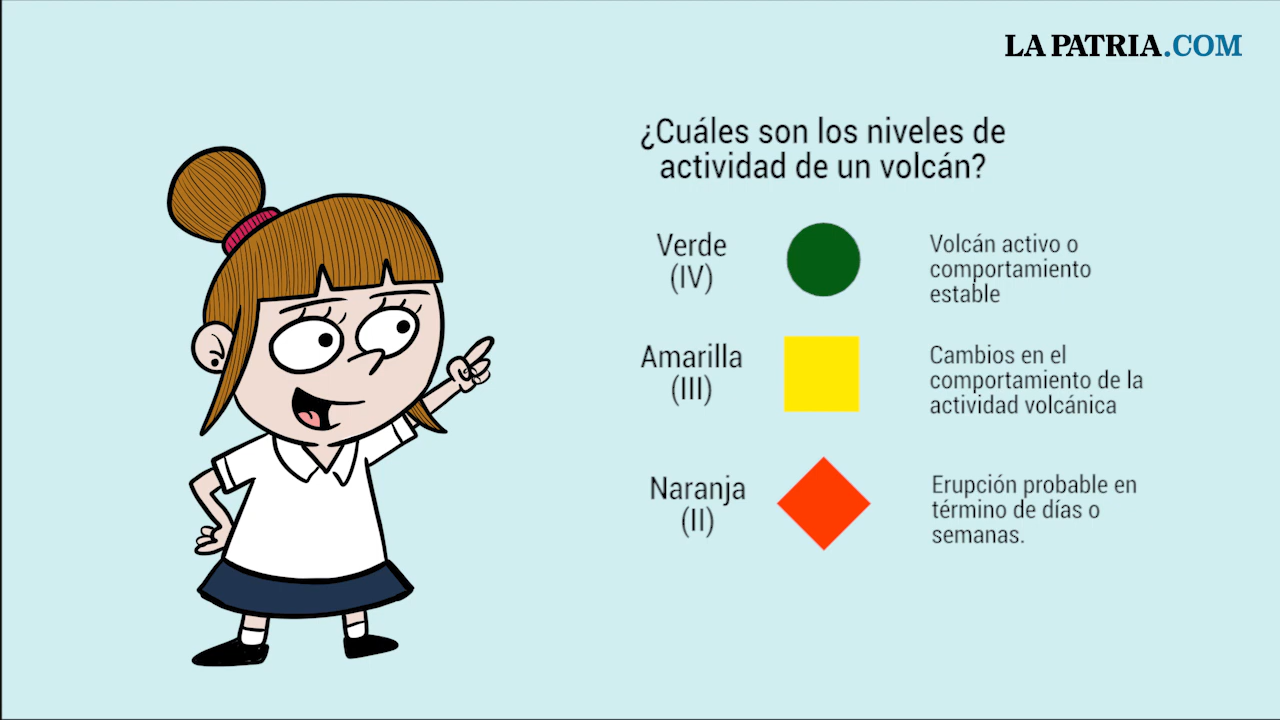 LA PATRIA.COM
¿Cuáles son los niveles de
actividad de un volcán?
Verde
(IV)
Volcán activo o
comportamiento
estable
Amarilla
(III)
Cambios en el
comportamiento de la
actividad volcánica
Naranja
(II)
Erupción probable en
término de días o
semanas.